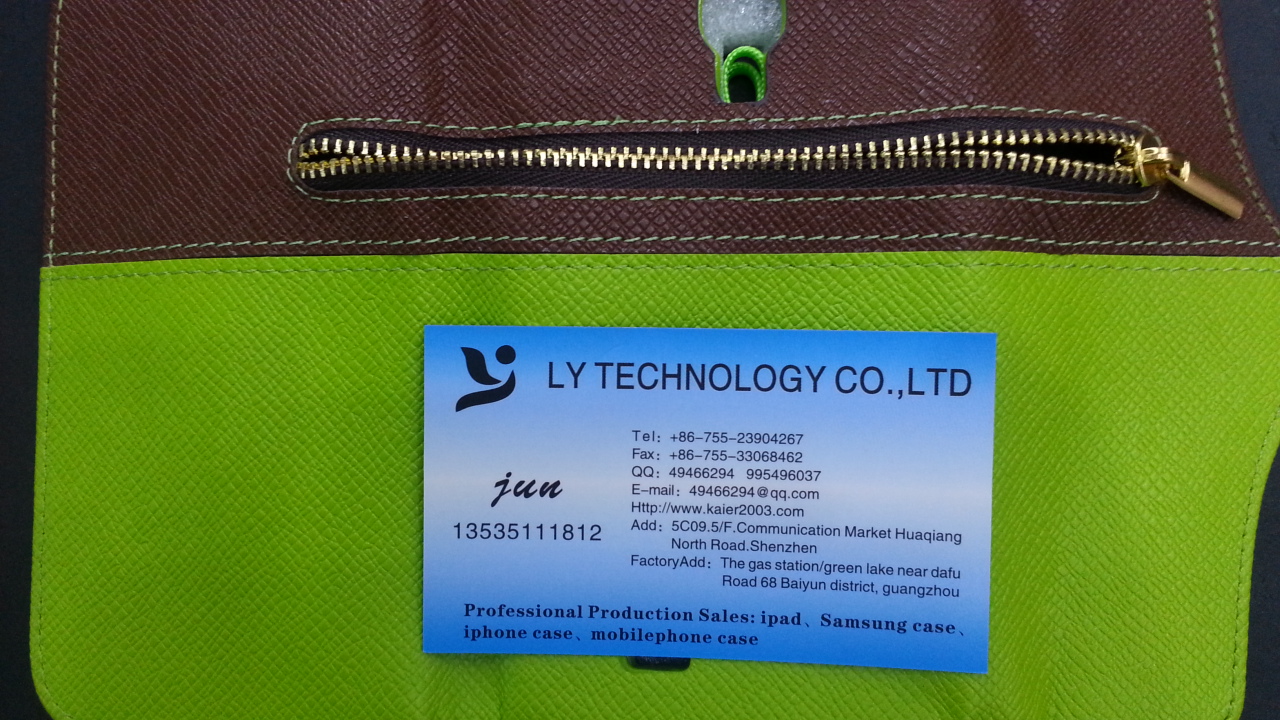 LY TECHNOLOGY CO.,LTD
jun
13535111812
Tel：+86-755-23904267
Fax：+86-755-33068462
QQ：49466294 995496037
E-mail：49466294@qq.com
Http://www.kaier2003.com
Add：5C09.5/F.Communication Market Huaqiang
North Road.Shenzhen
FactoryAdd：The gas station/green lake near dafu
Road 68 Baiyun district, guangzhou
Professional Production Sales: ipad、Samsung case、
iphone case、mobilephone case